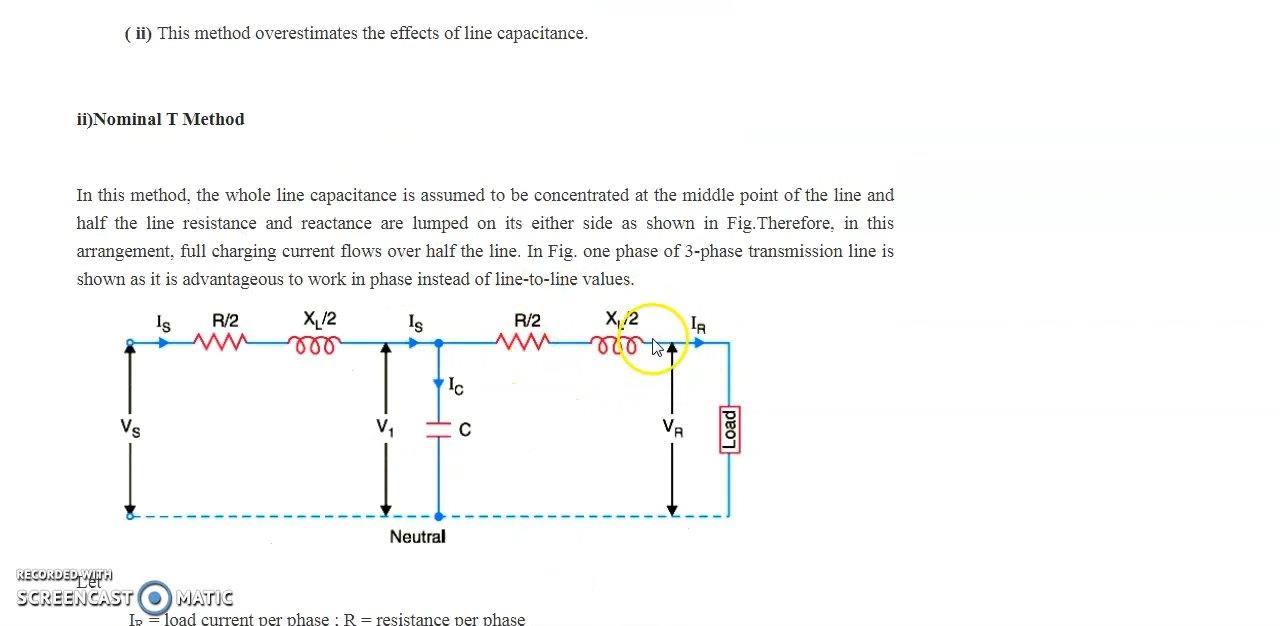 ( ii) This method overestimates the effects of line capacitance.
ii)Nominal T Method
In this method, the whole line capacitance is assumed to be concentrated at the middle point of the line and
half the line resistance and reactance are lumped on its either side as shown in Fig.Therefore, in this
arrangement, full charging current flows over half the line. In Fig. one phase of 3-phase transmission line is
shown as it is advantageous to work in phase instead of line-to-line values.
IS R/2 XL/2 IS R/2 XL/2 IR
IC
VS V1 C VR Load
Neutral
RECORDED WITH
Let
SCREENCAST MATIC
IR = load current per phase ; R = resistance per phase